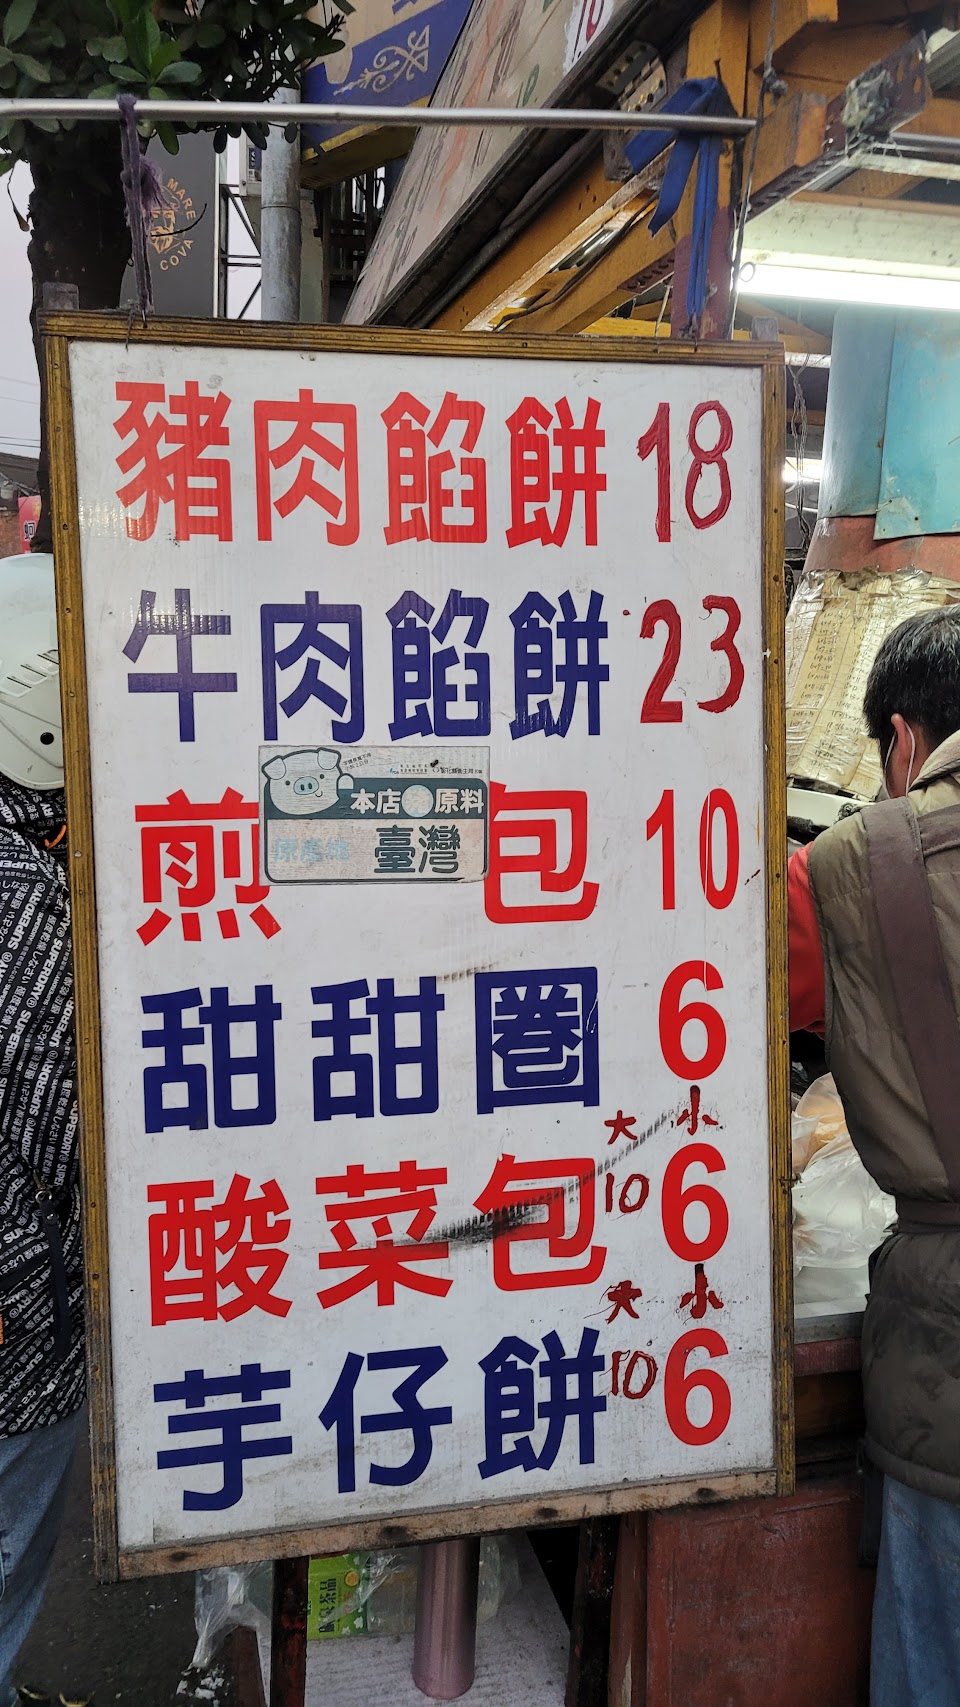 MARE
COVA
豬肉餡餅 18
牛肉餡餅 23
本店豬原料
臺灣
煎 包 10
甜甜圈 6
大 小
酸菜包 10 6
大 小
芋仔餅 10 6
SUPERDRY®